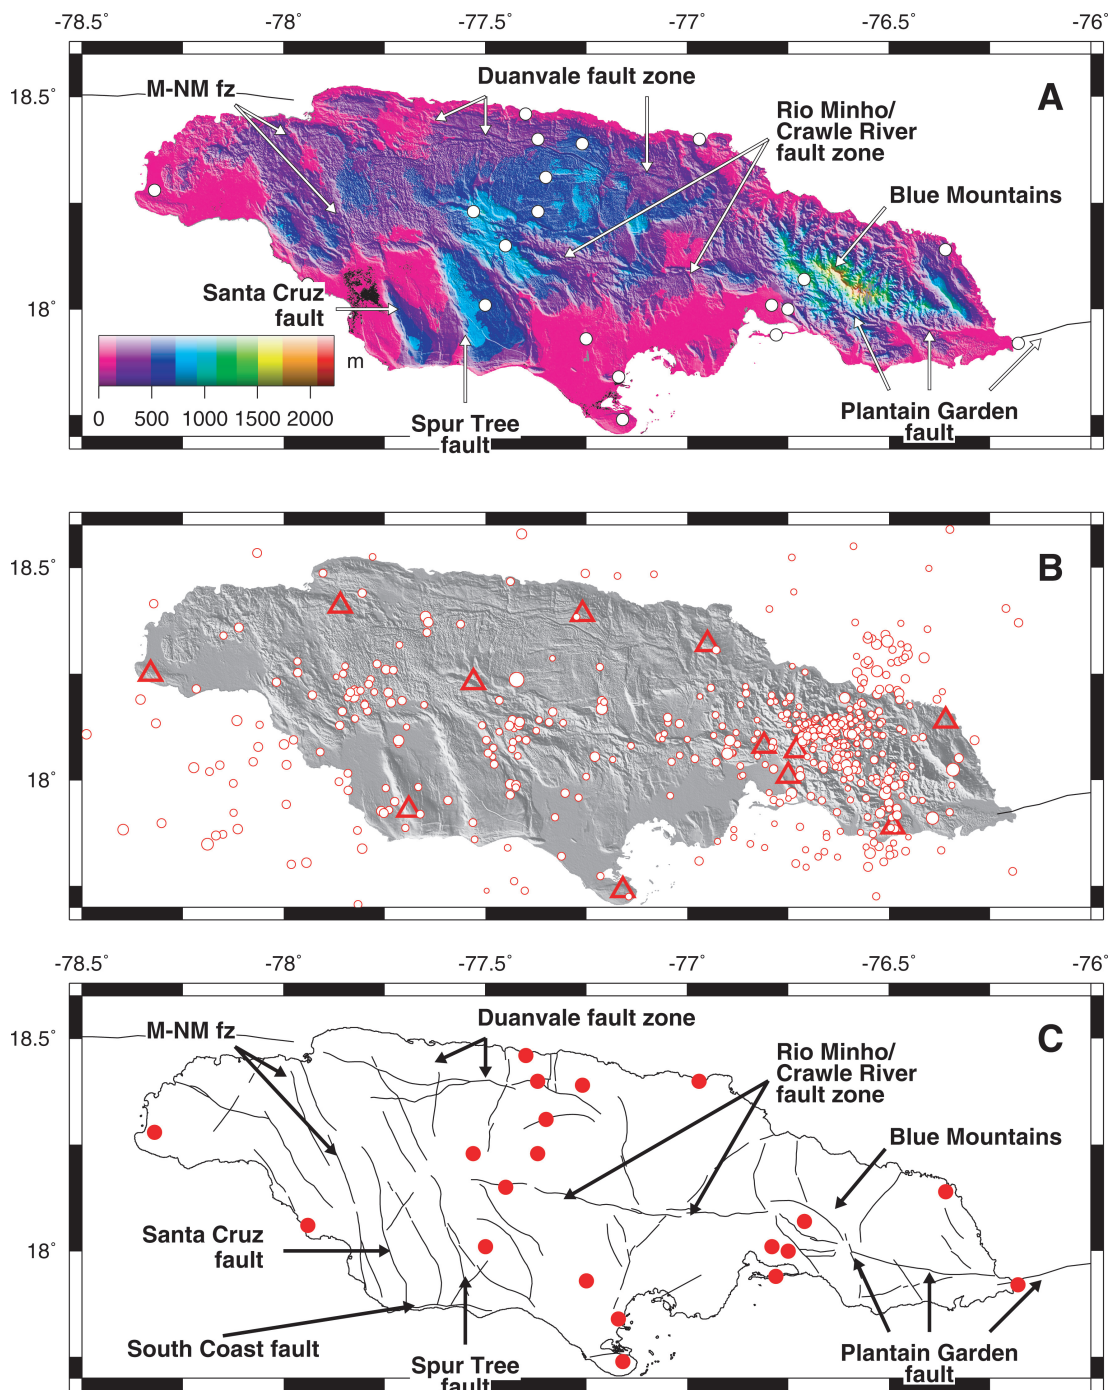 -78.5° -78° -77.5° -77° -76.5° -76°
18.5°
18°
A
M-NM fz
Duanvale fault zone
Rio Minho/
Crawle River
fault zone
Blue Mountains
Santa Cruz
fault
m
0 500 1000 1500 2000
Spur Tree
fault
Plantain Garden
fault
18.5°
18°
B
-78.5° -78° -77.5° -77° -76.5° -76°
18.5°
18°
C
M-NM fz
Duanvale fault zone
Rio Minho/
Crawle River
fault zone
Blue Mountains
Santa Cruz
fault
South Coast fault
Spur Tree
fault
Plantain Garden
fault